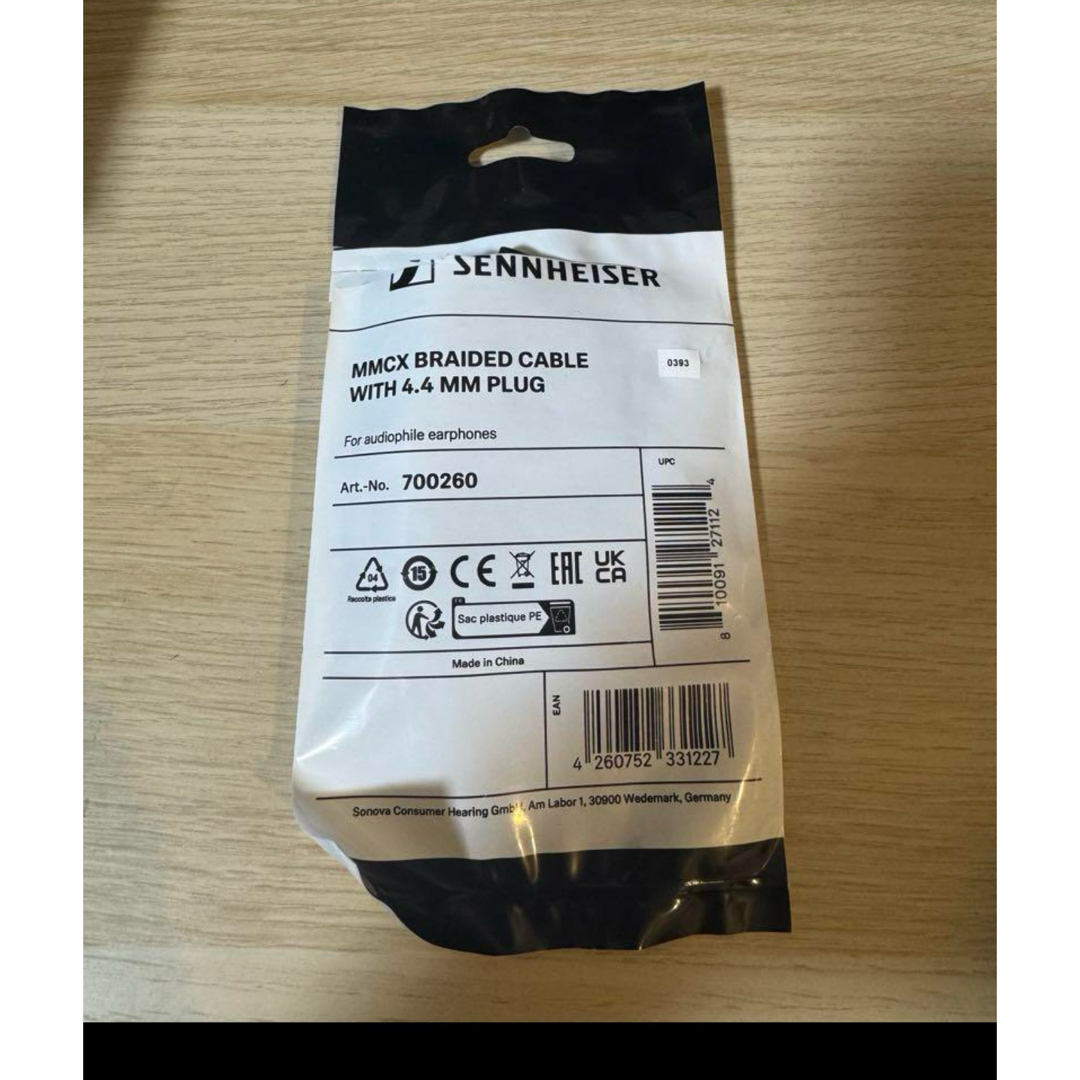 SENNHEISER
MMCX BRAIDED CABLE
WITH 4.4 MM PLUG
0393
For audiophile earphones
Art.-No. 700260
UPC
8 10091 27112 4
04
Raccolta plastica
15
CE
EAC
UK
CA
FR
Sac plastique PE
Made in China
EAN
4 260752 331227
Sonova Consumer Hearing GmbH, Am Labor 1, 30900 Wedemark, Germany